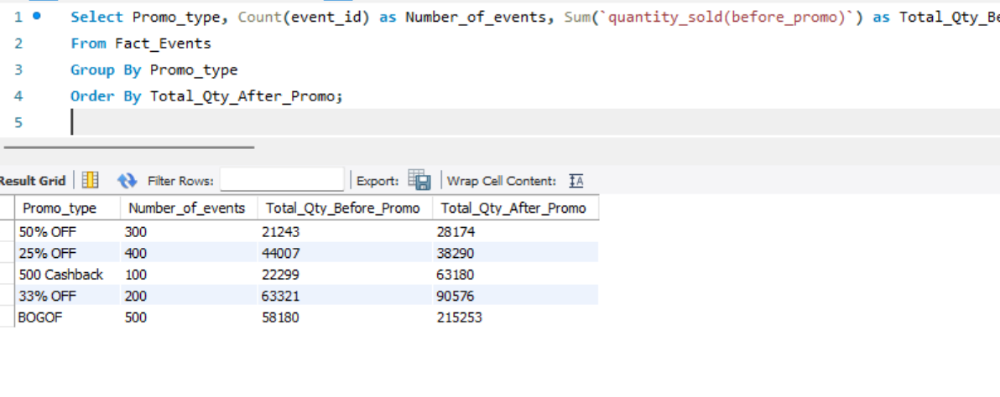 1 Select Promo_type, Count(event_id) as Number_of_events, Sum(`quantity_sold(before_promo)`) as Total_Qty_Be
2 From Fact_Events
3 Group By Promo_type
4 Order By Total_Qty_After_Promo;
5
Result Grid Filter Rows: Export: Wrap Cell Content: IA
Promo_type Number_of_events Total_Qty_Before_Promo Total_Qty_After_Promo
50% OFF 300 21243 28174
25% OFF 400 44007 38290
500 Cashback 100 22299 63180
33% OFF 200 63321 90576
BOGOF 500 58180 215253